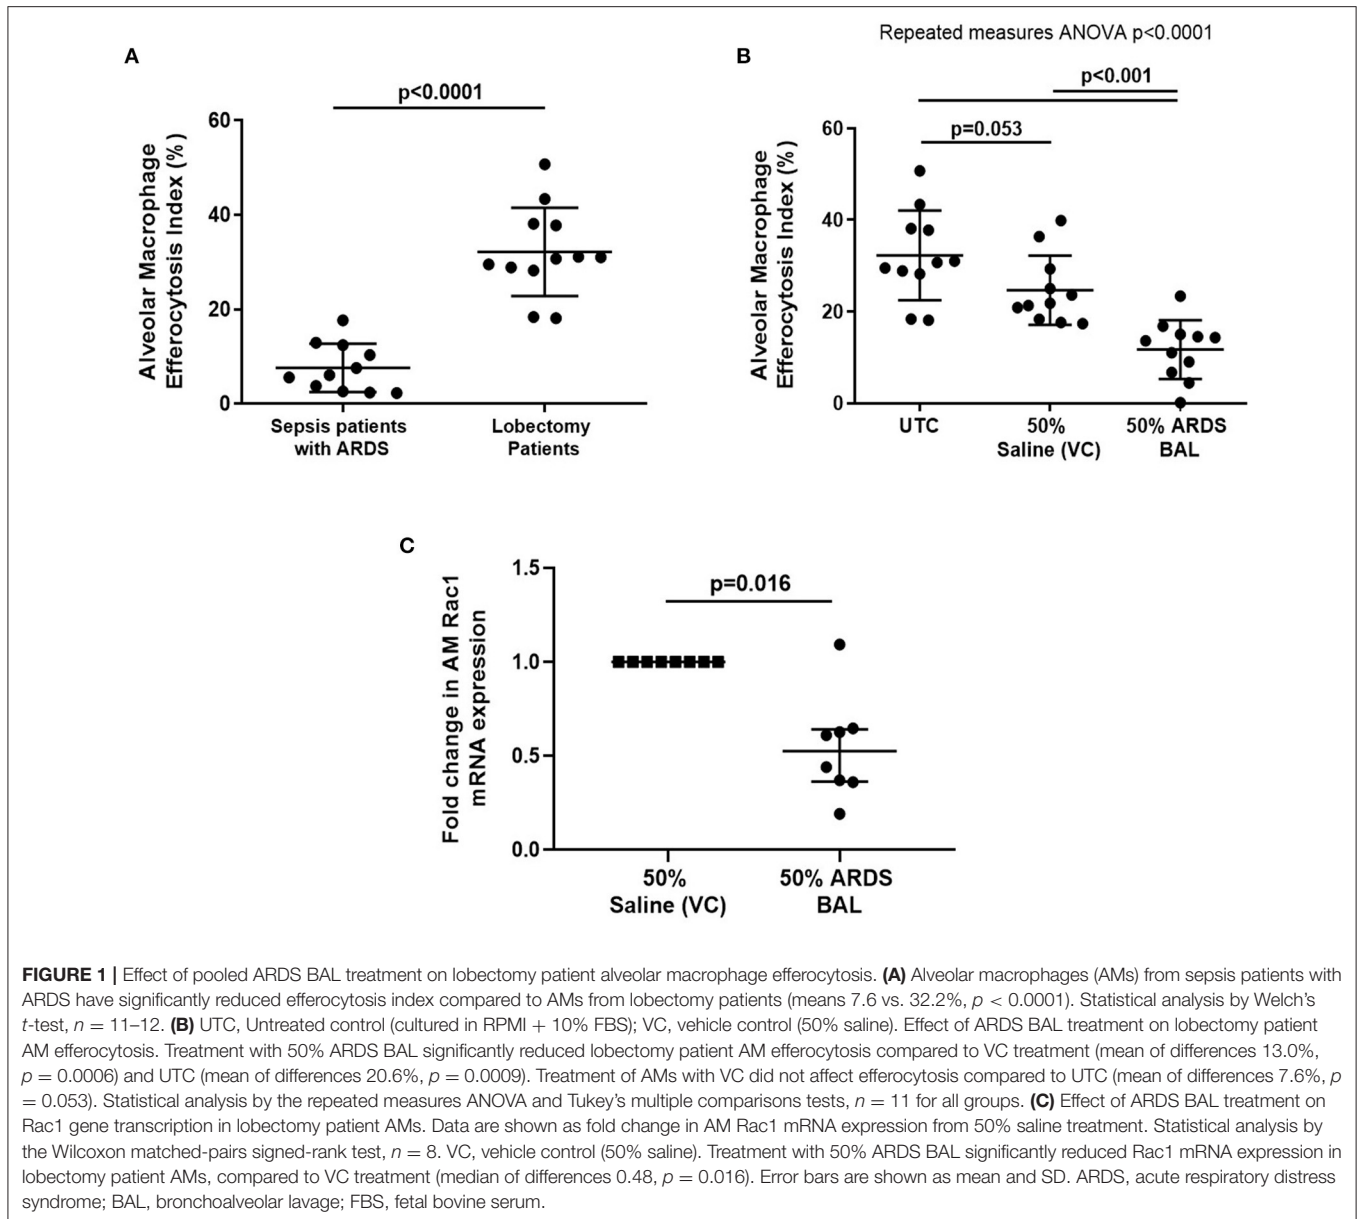 Repeated measures ANOVA p<0.0001
A
B
p<0.0001
p<0.001
p=0.053
Alveolar Macrophage
Efferocytosis Index (%)
60
40
20
0
Sepsis patients
with ARDS
Lobectomy
Patients
Alveolar Macrophage
Efferocytosis Index (%)
60
40
20
0
UTC
50%
Saline (VC)
50% ARDS
BAL
C
p=0.016
Fold change in AM Rac1
mRNA expression
1.5
1.0
0.5
0.0
50%
Saline (VC)
50% ARDS
BAL
FIGURE 1 | Effect of pooled ARDS BAL treatment on lobectomy patient alveolar macrophage efferocytosis. (A) Alveolar macrophages (AMs) from sepsis patients with
ARDS have significantly reduced efferocytosis index compared to AMs from lobectomy patients (means 7.6 vs. 32.2%, p < 0.0001). Statistical analysis by Welch's
t-test, n = 11–12. (B) UTC, Untreated control (cultured in RPMI + 10% FBS); VC, vehicle control (50% saline). Effect of ARDS BAL treatment on lobectomy patient
AM efferocytosis. Treatment with 50% ARDS BAL significantly reduced lobectomy patient AM efferocytosis compared to VC treatment (mean of differences 13.0%,
p = 0.0006) and UTC (mean of differences 20.6%, p = 0.0009). Treatment of AMs with VC did not affect efferocytosis compared to UTC (mean of differences 7.6%, p
= 0.053). Statistical analysis by the repeated measures ANOVA and Tukey's multiple comparisons tests, n = 11 for all groups. (C) Effect of ARDS BAL treatment on
Rac1 gene transcription in lobectomy patient AMs. Data are shown as fold change in AM Rac1 mRNA expression from 50% saline treatment. Statistical analysis by
the Wilcoxon matched-pairs signed-rank test, n = 8. VC, vehicle control (50% saline). Treatment with 50% ARDS BAL significantly reduced Rac1 mRNA expression in
lobectomy patient AMs, compared to VC treatment (median of differences 0.48, p = 0.016). Error bars are shown as mean and SD. ARDS, acute respiratory distress
syndrome; BAL, bronchoalveolar lavage; FBS, fetal bovine serum.